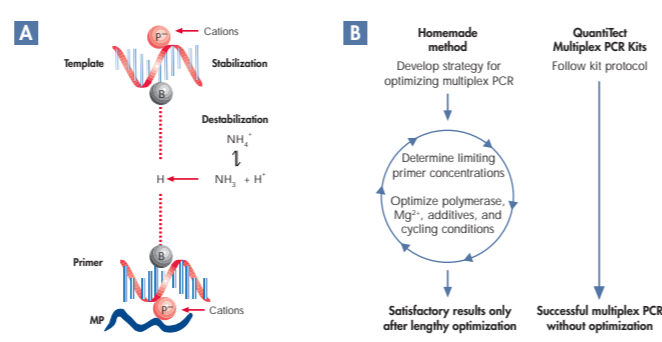 A
P⁻
Cations
Template
Stabilization
B
Destabilization
NH₄⁺
H
NH₃ + H⁺
B
Primer
P⁻
Cations
MP
B
Homemade
method
Develop strategy for
optimizing multiplex PCR
Determine limiting
primer concentrations
Optimize polymerase,
Mg²⁺, additives, and
cycling conditions
Satisfactory results only
after lengthy optimization
QuantiTect
Multiplex PCR Kits
Follow kit protocol
Successful multiplex PCR
without optimization